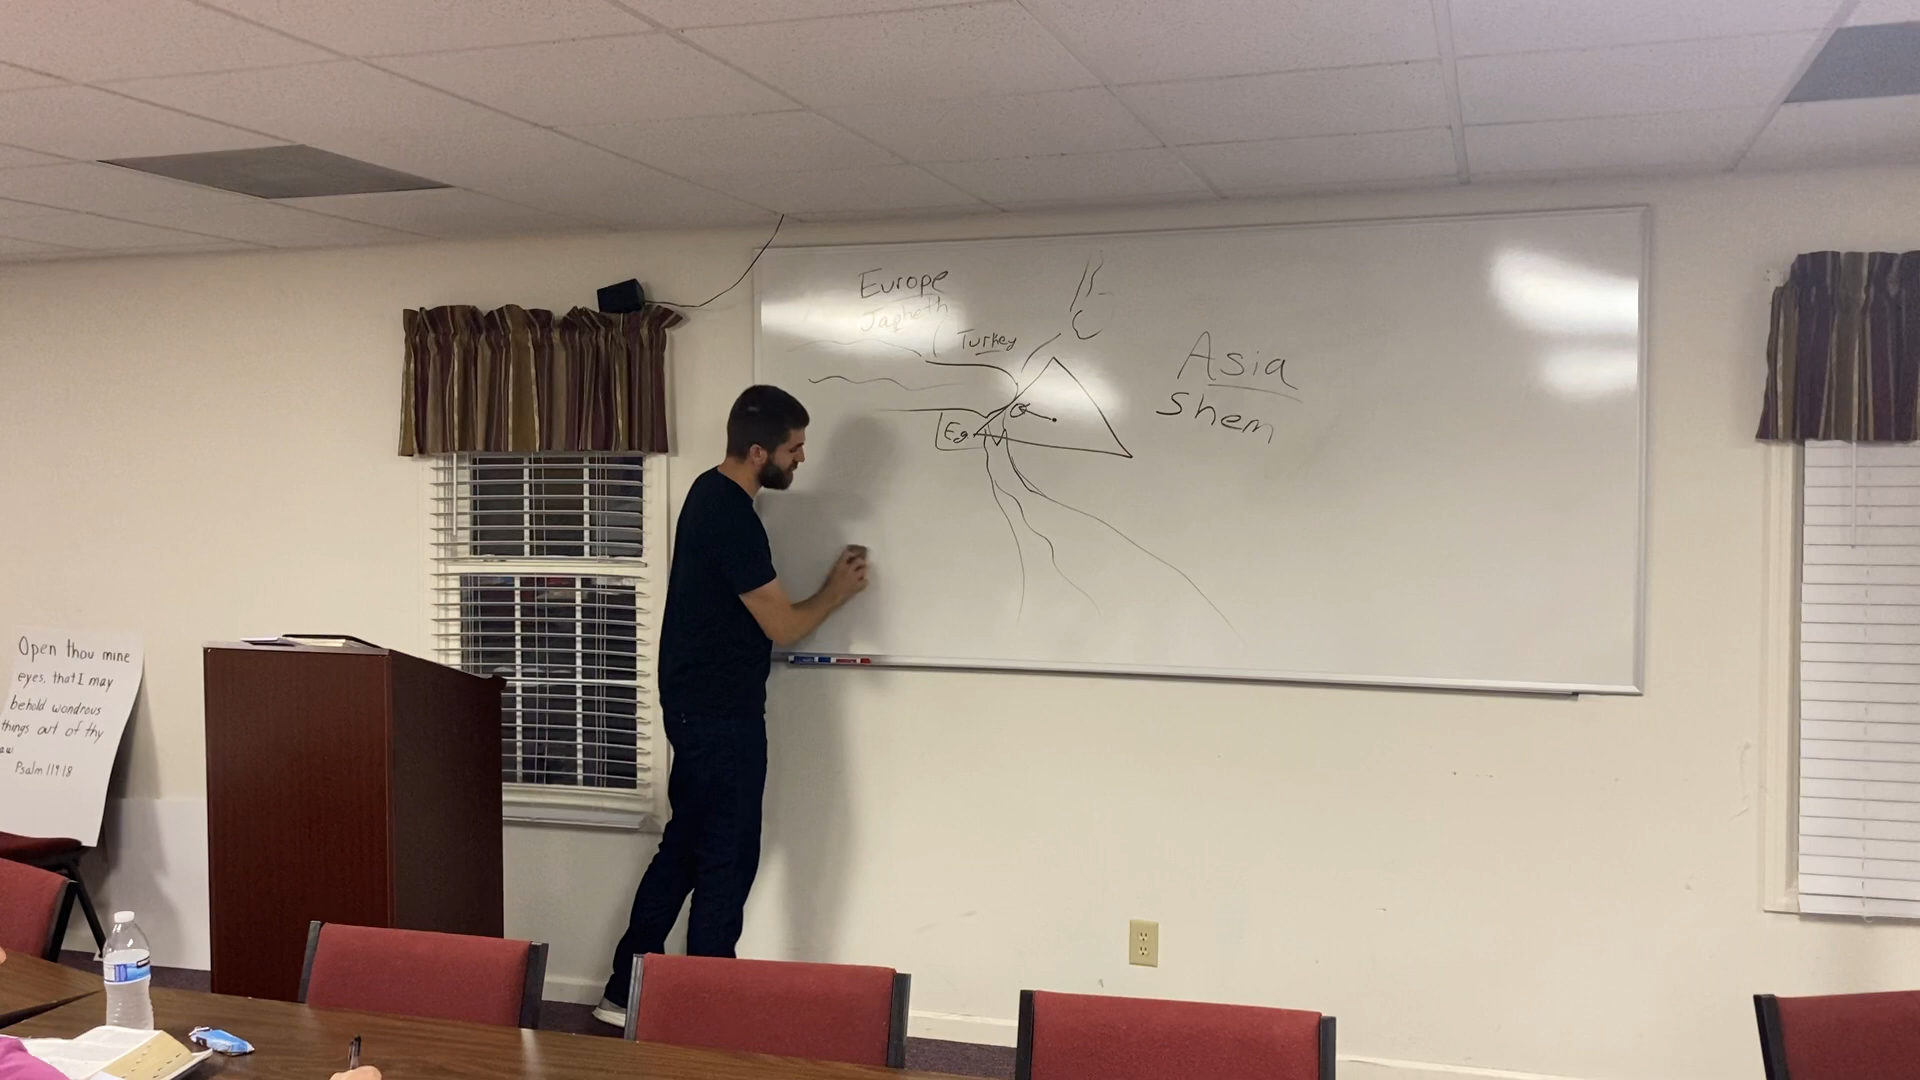 Europe
Japheth
Turkey
Eg
Asia
Shem
Open thou mine
eyes, that I may
behold wondrous
things out of thy
aw
Psalm 119:18